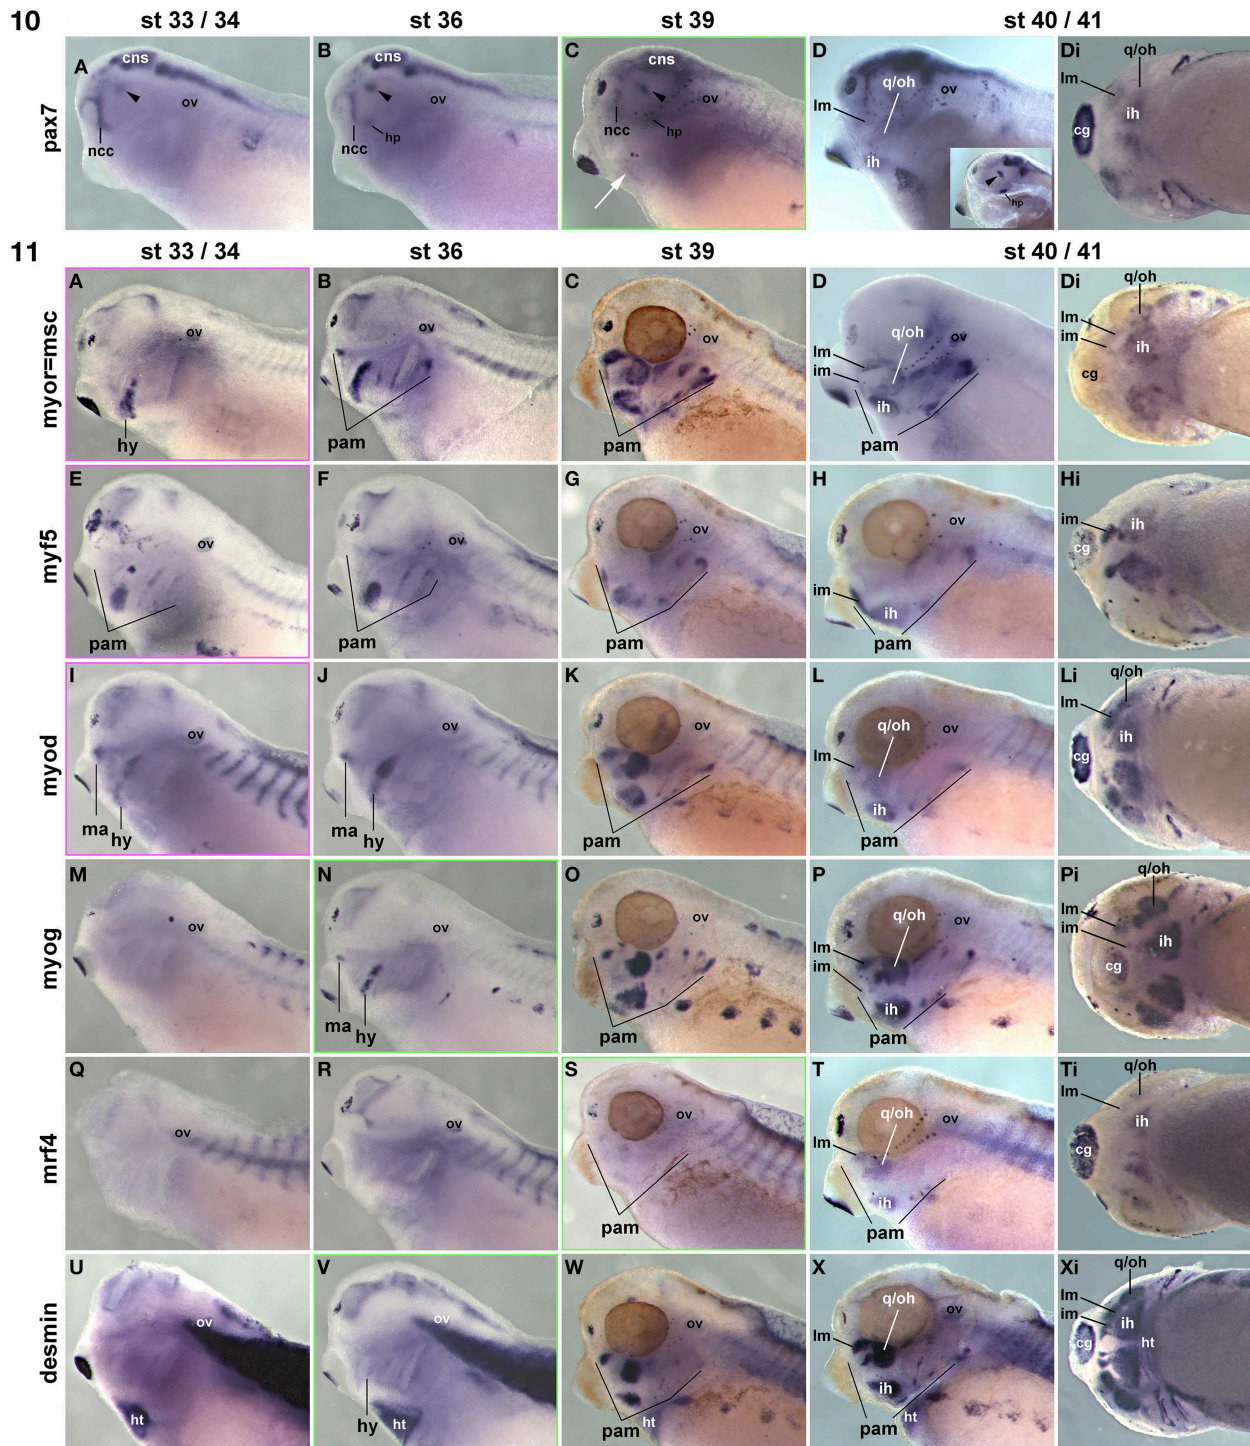 10 st 33 / 34 st 36 st 39 st 40 / 41
pax7
A cns ov ncc
B cns ov ncc hp
C cns ov ncc hp
D lm q/oh ov ih hp
Di q/oh lm ih cg
11 st 33 / 34 st 36 st 39 st 40 / 41
myor=msc
A ov hy
B ov pam
C ov pam
D q/oh ov lm im ih pam
Di q/oh lm im ih cg
myf5
E ov pam
F ov pam
G ov pam
H ov im ih pam
Hi im ih cg
myod
I ov ma hy
J ov ma hy
K ov pam
L q/oh ov lm ih pam
Li q/oh lm ih cg
myog
M ov
N ov ma hy
O ov pam
P q/oh ov lm im ih pam
Pi q/oh lm im ih cg
mrf4
Q ov
R ov
S ov pam
T q/oh ov lm ih pam
Ti q/oh lm ih cg
desmin
U ov ht
V ov hy ht
W ov pam ht
X q/oh ov lm ih pam ht
Xi q/oh lm im ih cg ht